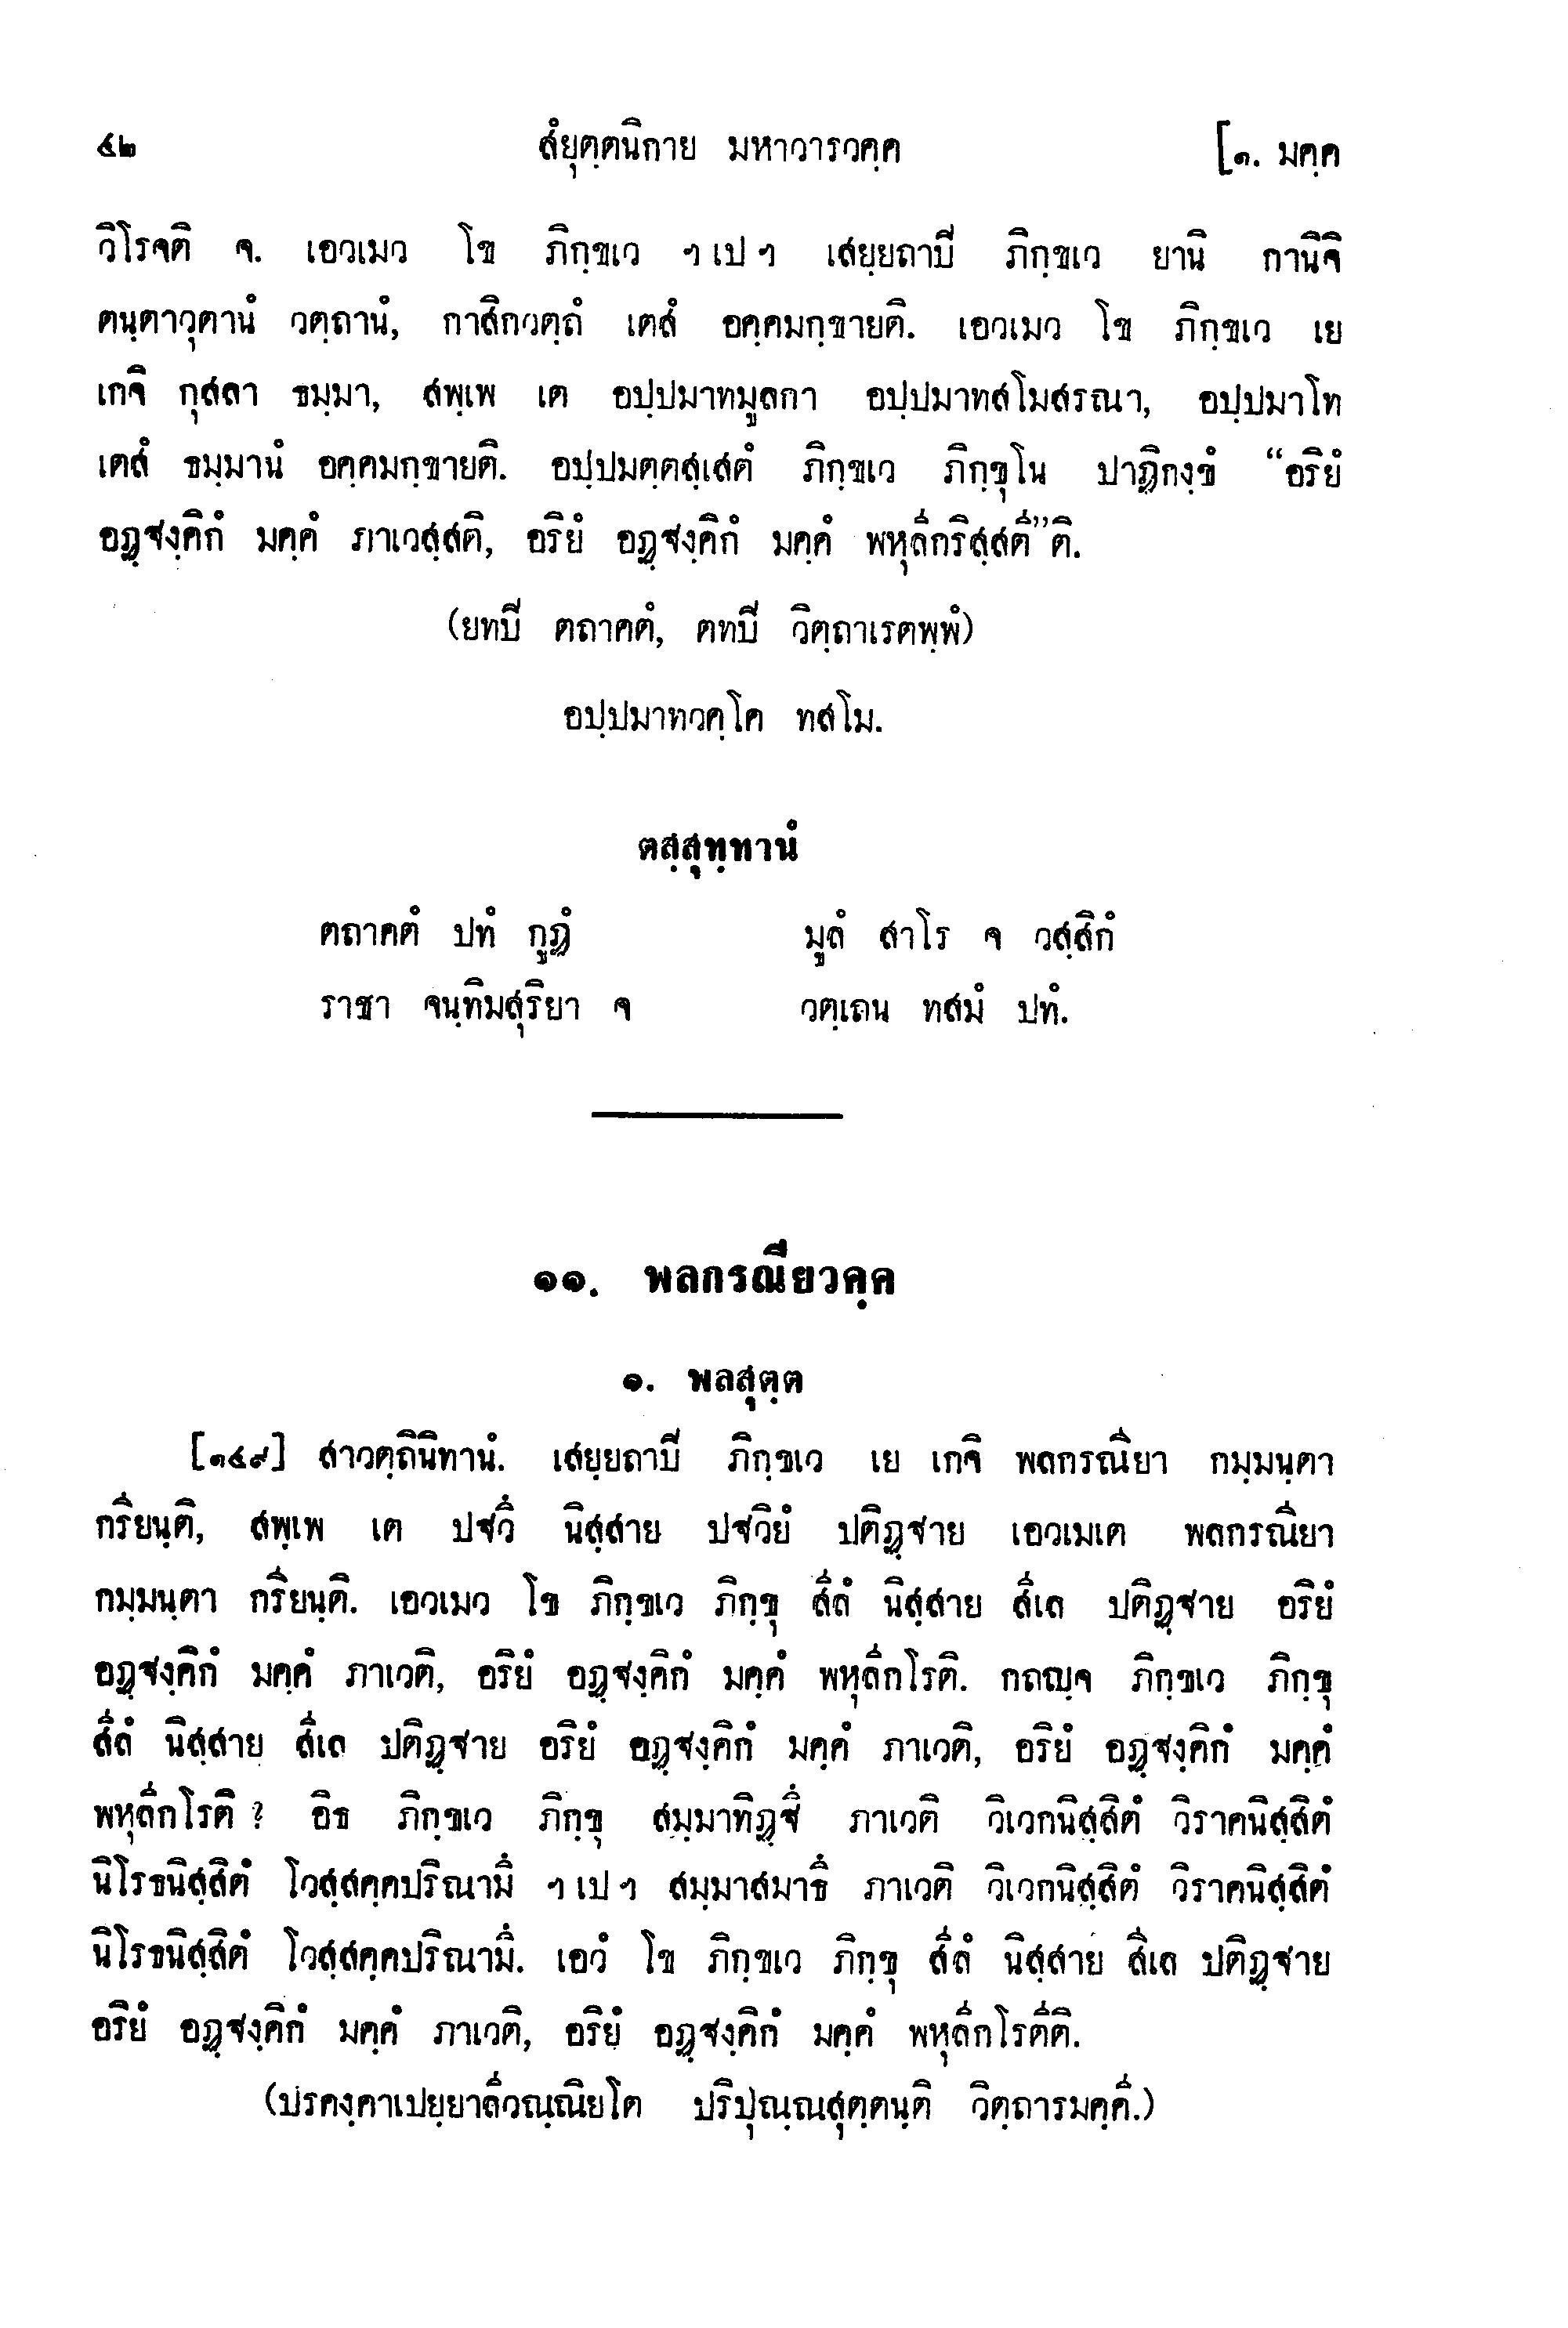 ๕๒ สํยุตฺตนิกาย มหาวารวคฺค [๑. มคฺค
วิโรจติ จ. เอวเมว โข ภิกฺขเว ฯ เป ฯ เสยฺยถาปี ภิกฺขเว ยานิ กานิจิ
ตนฺตาวุตานํ วตฺถานํ, กาสิกวตฺถํ เตสํ อคฺคมกฺขายติ. เอวเมว โข ภิกฺขเว เย
เกจิ กุสลา ธมฺมา, สพฺเพ เต อปฺปมาทมูลกา อปฺปมาทสโมสรณา, อปฺปมาโท
เตสํ ธมฺมานํ อคฺคมกฺขายติ. อปฺปมตฺตสฺเสตํ ภิกฺขเว ภิกฺขุโน ปาฏิกงฺขํ “อริยํ
อฏฺฐงฺคิกํ มคฺคํ ภาเวสฺสติ, อริยํ อฏฺฐงฺคิกํ มคฺคํ พหุลีกริสฺสตี”ติ.
(ยทปี ตถาคตํ, ตทปี วิตฺถาเรตพฺพํ)
อปฺปมาทวคฺโค ทสโม.
ตสฺสุทฺทานํ
ตถาคตํ ปทํ กูฏํ มูลํ สาโร จ วสฺสิกํ
ราชา จนฺทิมสุริยา จ วตฺเถน ทสมํ ปทํ.
๑๑. พลกรณียวคฺค
๑. พลสุตฺต
[๑๔๙] สาวตฺถินิทานํ. เสยฺยถาปี ภิกฺขเว เย เกจิ พลกรณียา กมฺมนฺตา
กรียนฺติ, สพฺเพ เต ปฐวึ นิสฺสาย ปฐวิยํ ปติฏฺฐาย เอวเมเต พลกรณียา
กมฺมนฺตา กรียนฺติ. เอวเมว โข ภิกฺขเว ภิกฺขุ สีลํ นิสฺสาย สีเล ปติฏฺฐาย อริยํ
อฏฺฐงฺคิกํ มคฺคํ ภาเวติ, อริยํ อฏฺฐงฺคิกํ มคฺคํ พหุลีกโรติ. กถญฺจ ภิกฺขเว ภิกฺขุ
สีลํ นิสฺสาย สีเล ปติฏฺฐาย อริยํ อฏฺฐงฺคิกํ มคฺคํ ภาเวติ, อริยํ อฏฺฐงฺคิกํ มคฺคํ
พหุลีกโรติ ? อิธ ภิกฺขเว ภิกฺขุ สมฺมาทิฏฺฐึ ภาเวติ วิเวกนิสฺสิตํ วิราคนิสฺสิตํ
นิโรธนิสฺสิตํ โวสฺสคฺคปริณามึ ฯ เป ฯ สมฺมาสมาธึ ภาเวติ วิเวกนิสฺสิตํ วิราคนิสฺสิตํ
นิโรธนิสฺสิตํ โวสฺสคฺคปริณามึ. เอวํ โข ภิกฺขเว ภิกฺขุ สีลํ นิสฺสาย สีเล ปติฏฺฐาย
อริยํ อฏฺฐงฺคิกํ มคฺคํ ภาเวติ, อริยํ อฏฺฐงฺคิกํ มคฺคํ พหุลีกโรตีติ.
(ปรคงฺคาเปยฺยาลีวณฺณิยโต ปริปุณฺณสุตฺตนฺติ วิตฺถารมคฺคี.)